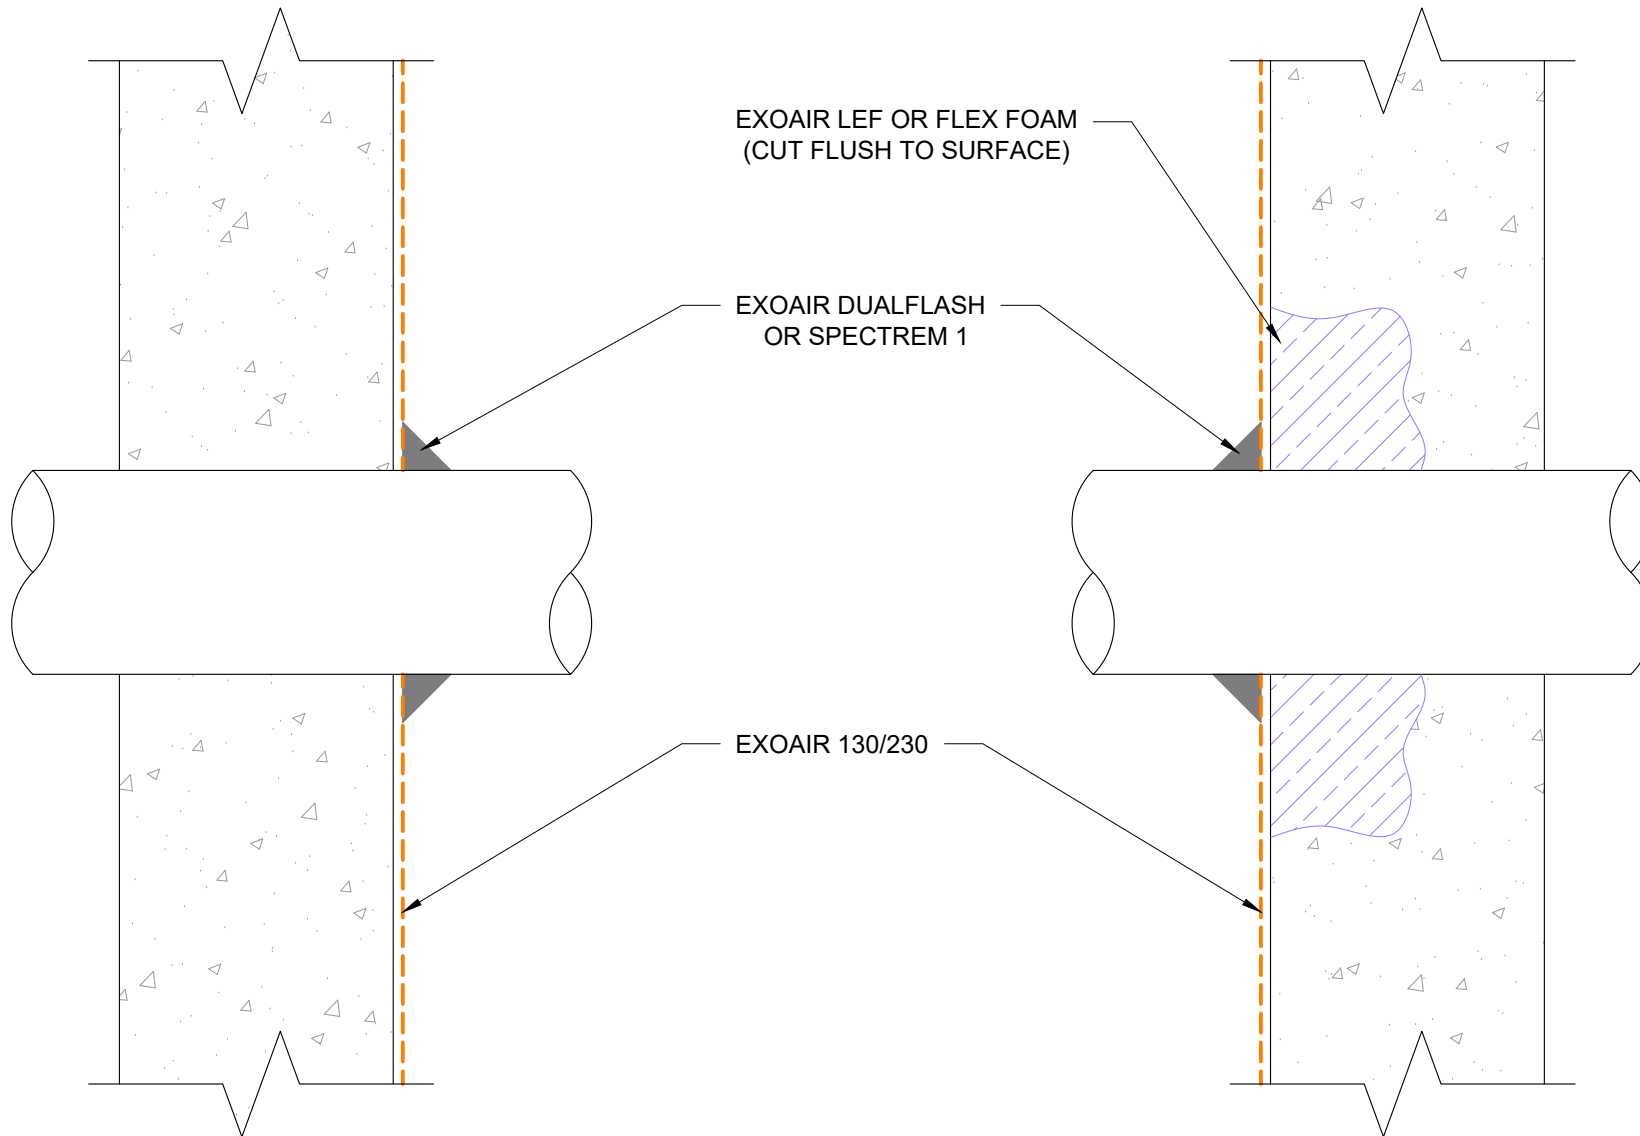 EXOAIR LEF OR FLEX FOAM
(CUT FLUSH TO SURFACE)
EXOAIR DUALFLASH
OR SPECTREM 1
EXOAIR 130/230